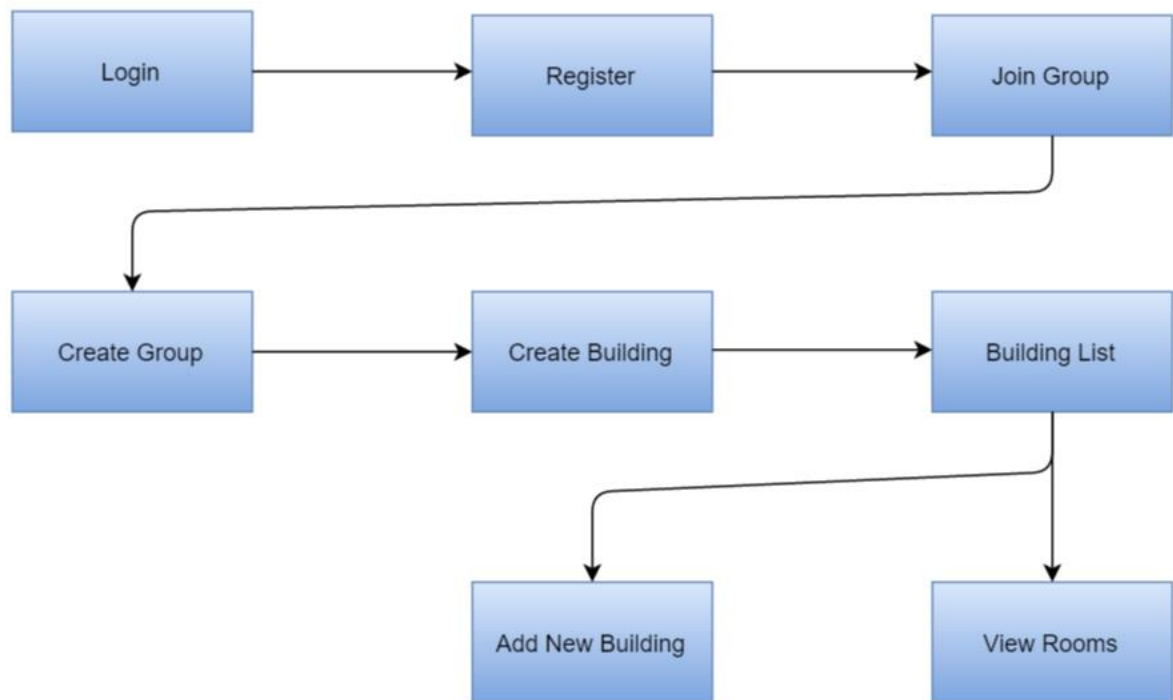 Login
Register
Join Group
Create Group
Create Building
Building List
Add New Building
View Rooms